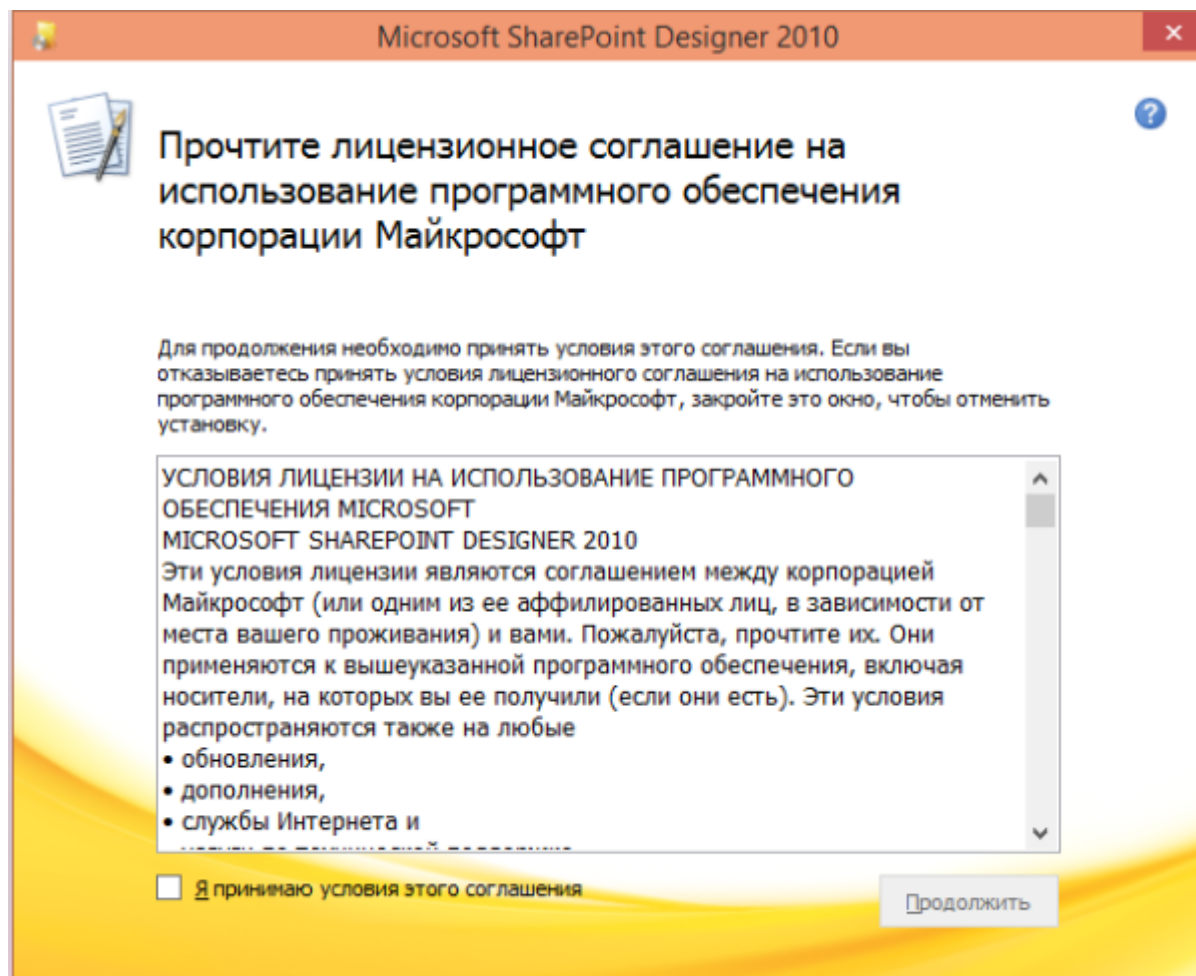 Microsoft SharePoint Designer 2010
Прочтите лицензионное соглашение на
использование программного обеспечения
корпорации Майкрософт
Для продолжения необходимо принять условия этого соглашения. Если вы
отказываетесь принять условия лицензионного соглашения на использование
программного обеспечения корпорации Майкрософт, закройте это окно, чтобы отменить
установку.
УСЛОВИЯ ЛИЦЕНЗИИ НА ИСПОЛЬЗОВАНИЕ ПРОГРАММНОГО
ОБЕСПЕЧЕНИЯ MICROSOFT
MICROSOFT SHAREPOINT DESIGNER 2010
Эти условия лицензии являются соглашением между корпорацией
Майкрософт (или одним из ее аффилированных лиц, в зависимости от
места вашего проживания) и вами. Пожалуйста, прочтите их. Они
применяются к вышеуказанной программного обеспечения, включая
носители, на которых вы ее получили (если они есть). Эти условия
распространяются также на любые
• обновления,
• дополнения,
• службы Интернета и
Я принимаю условия этого соглашения
Продолжить